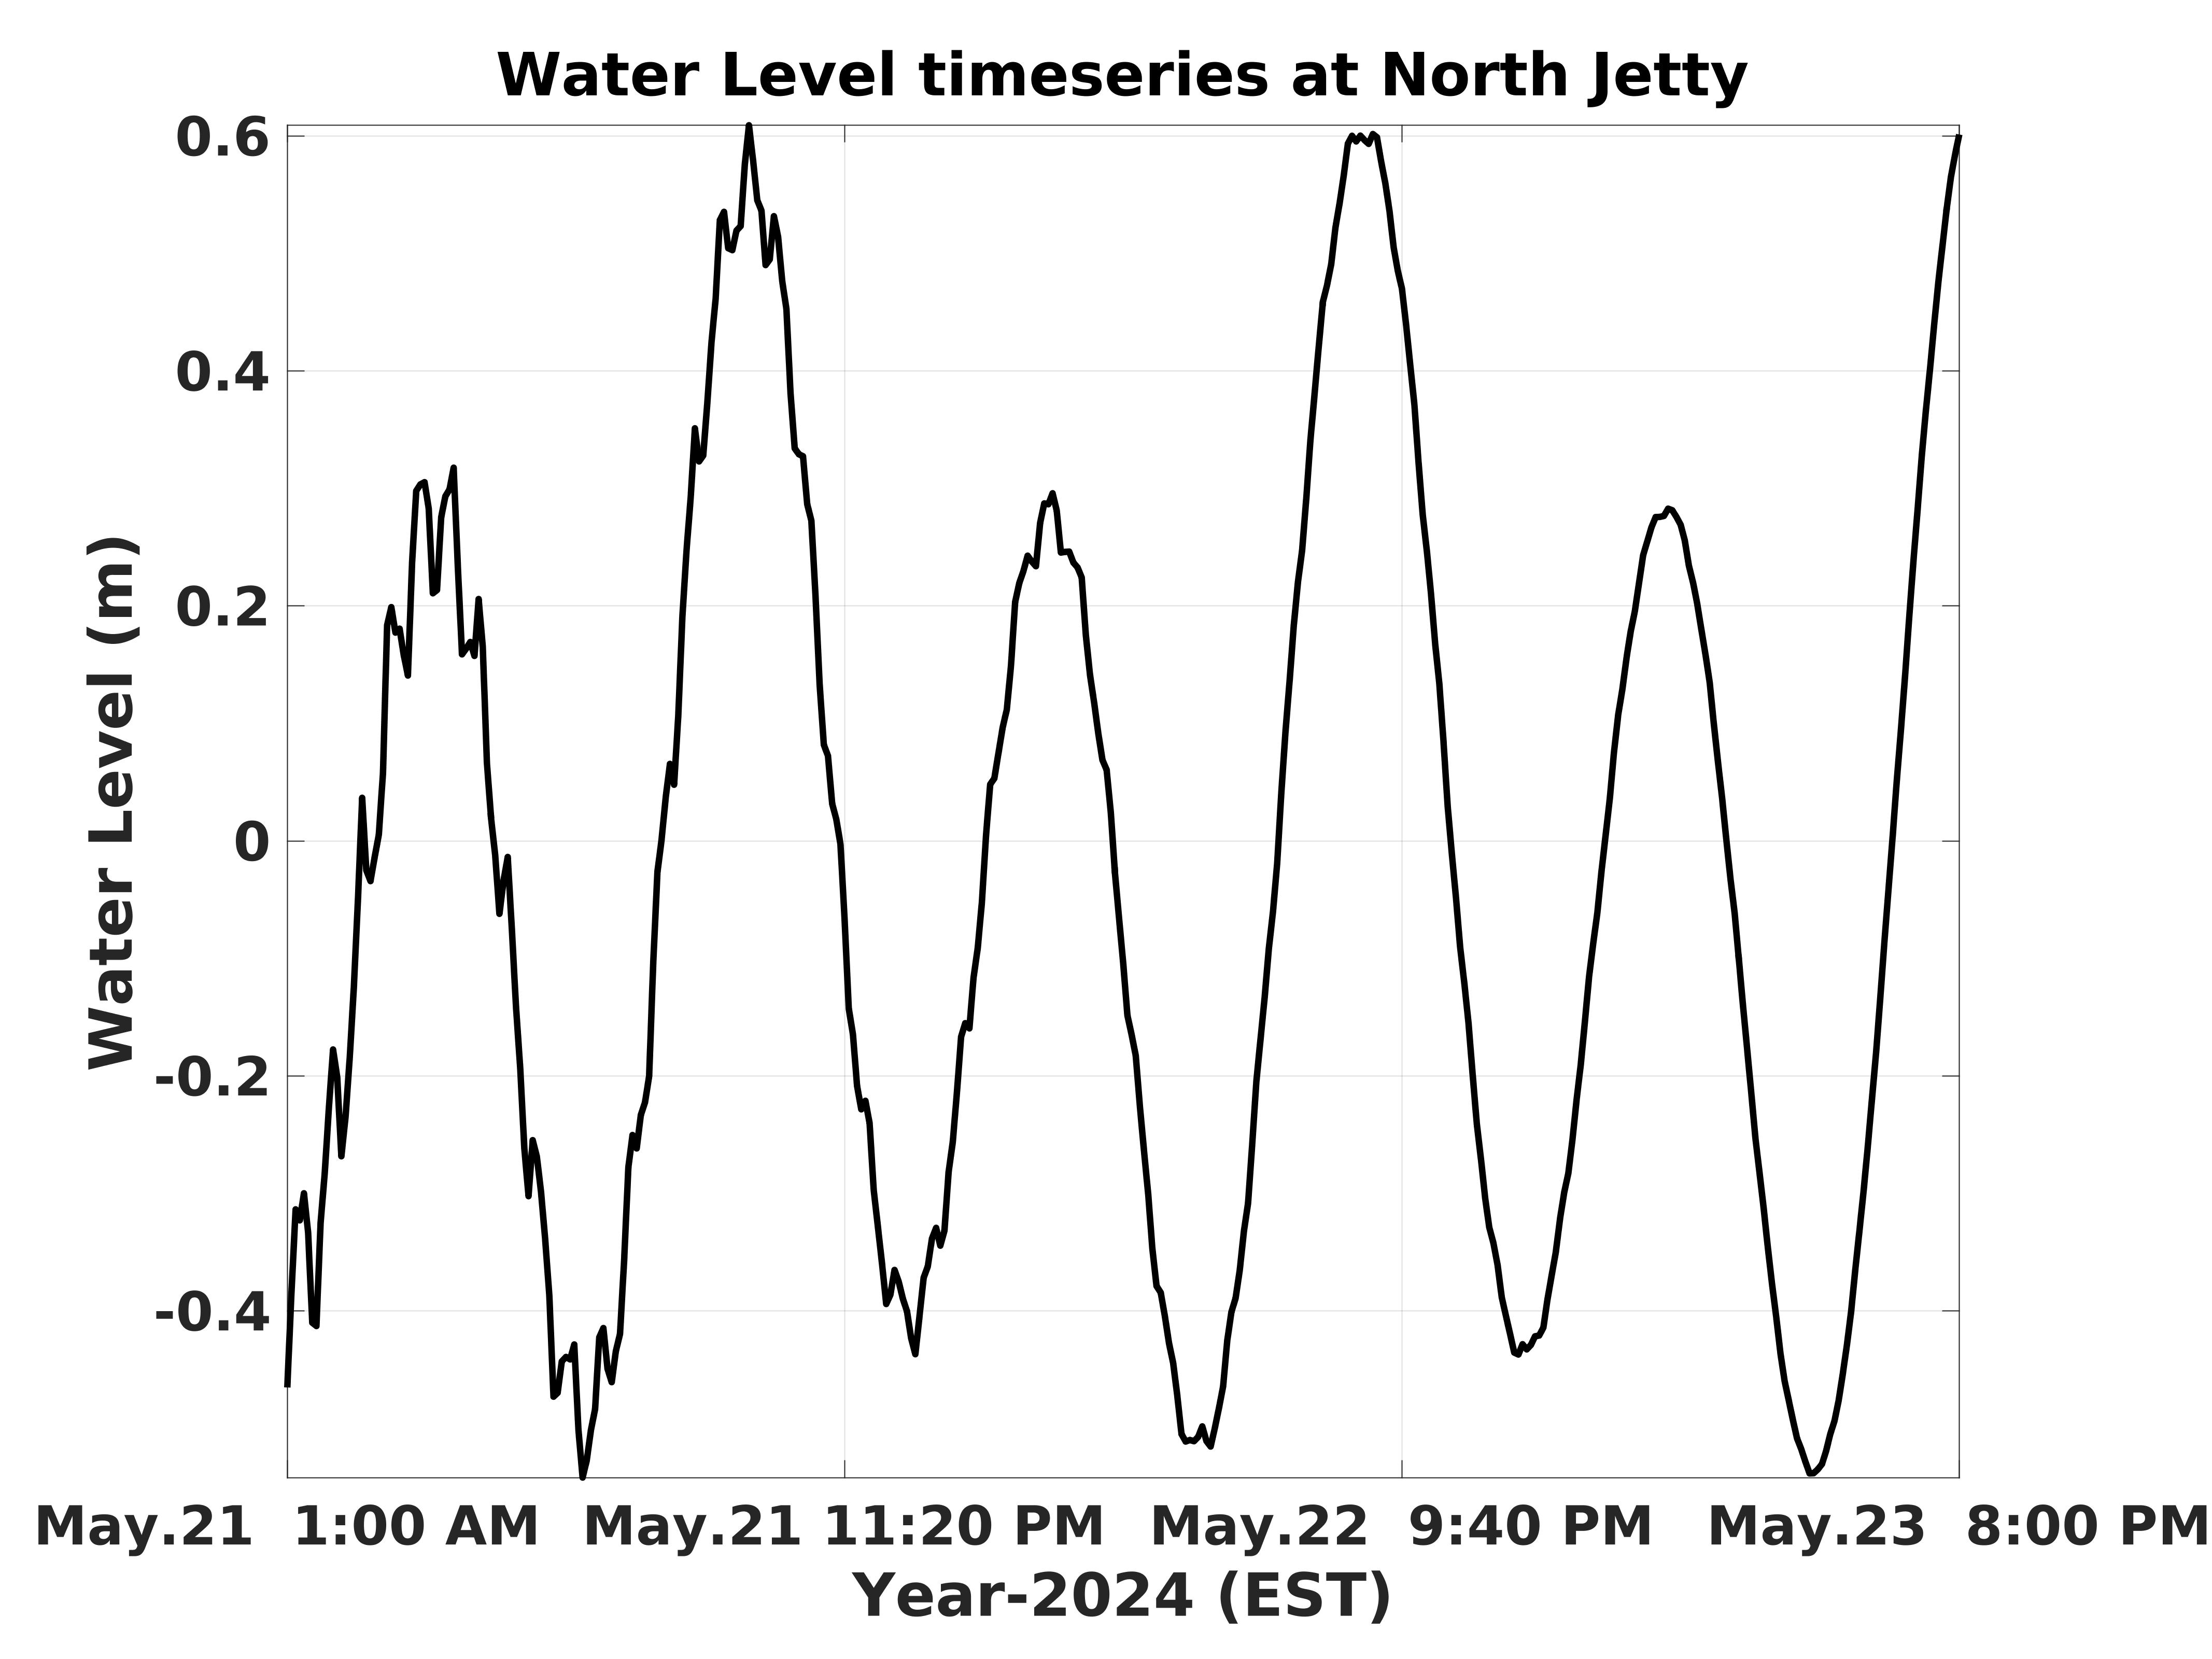 Water Level timeseries at North Jetty
0.6
0.4
0.2
0
-0.2
-0.4
Water Level (m)
May.21  1:00 AM
May.21 11:20 PM
May.22  9:40 PM
May.23  8:00 PM
Year-2024 (EST)